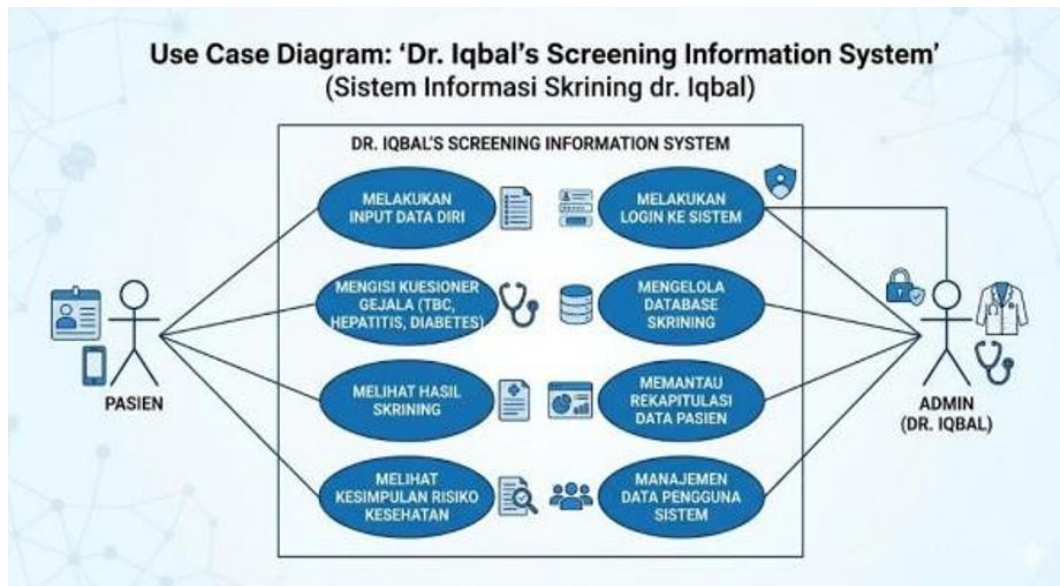 Use Case Diagram: ‘Dr. Iqbal’s Screening Information System’
(Sistem Informasi Skrining dr. Iqbal)
DR. IQBAL’S SCREENING INFORMATION SYSTEM
MELAKUKAN
INPUT DATA DIRI
MELAKUKAN
LOGIN KE SISTEM
MENGISI KUESIONER
GEJALA (TBC,
HEPATITIS, DIABETES)
MENGELOLA
DATABASE
SKRINING
MELIHAT HASIL
SKRINING
MEMANTAU
REKAPITULASI
DATA PASIEN
MELIHAT
KESIMPULAN RISIKO
KESEHATAN
MANAJEMEN
DATA PENGGUNA
SISTEM
PASIEN
ADMIN
(DR. IQBAL)